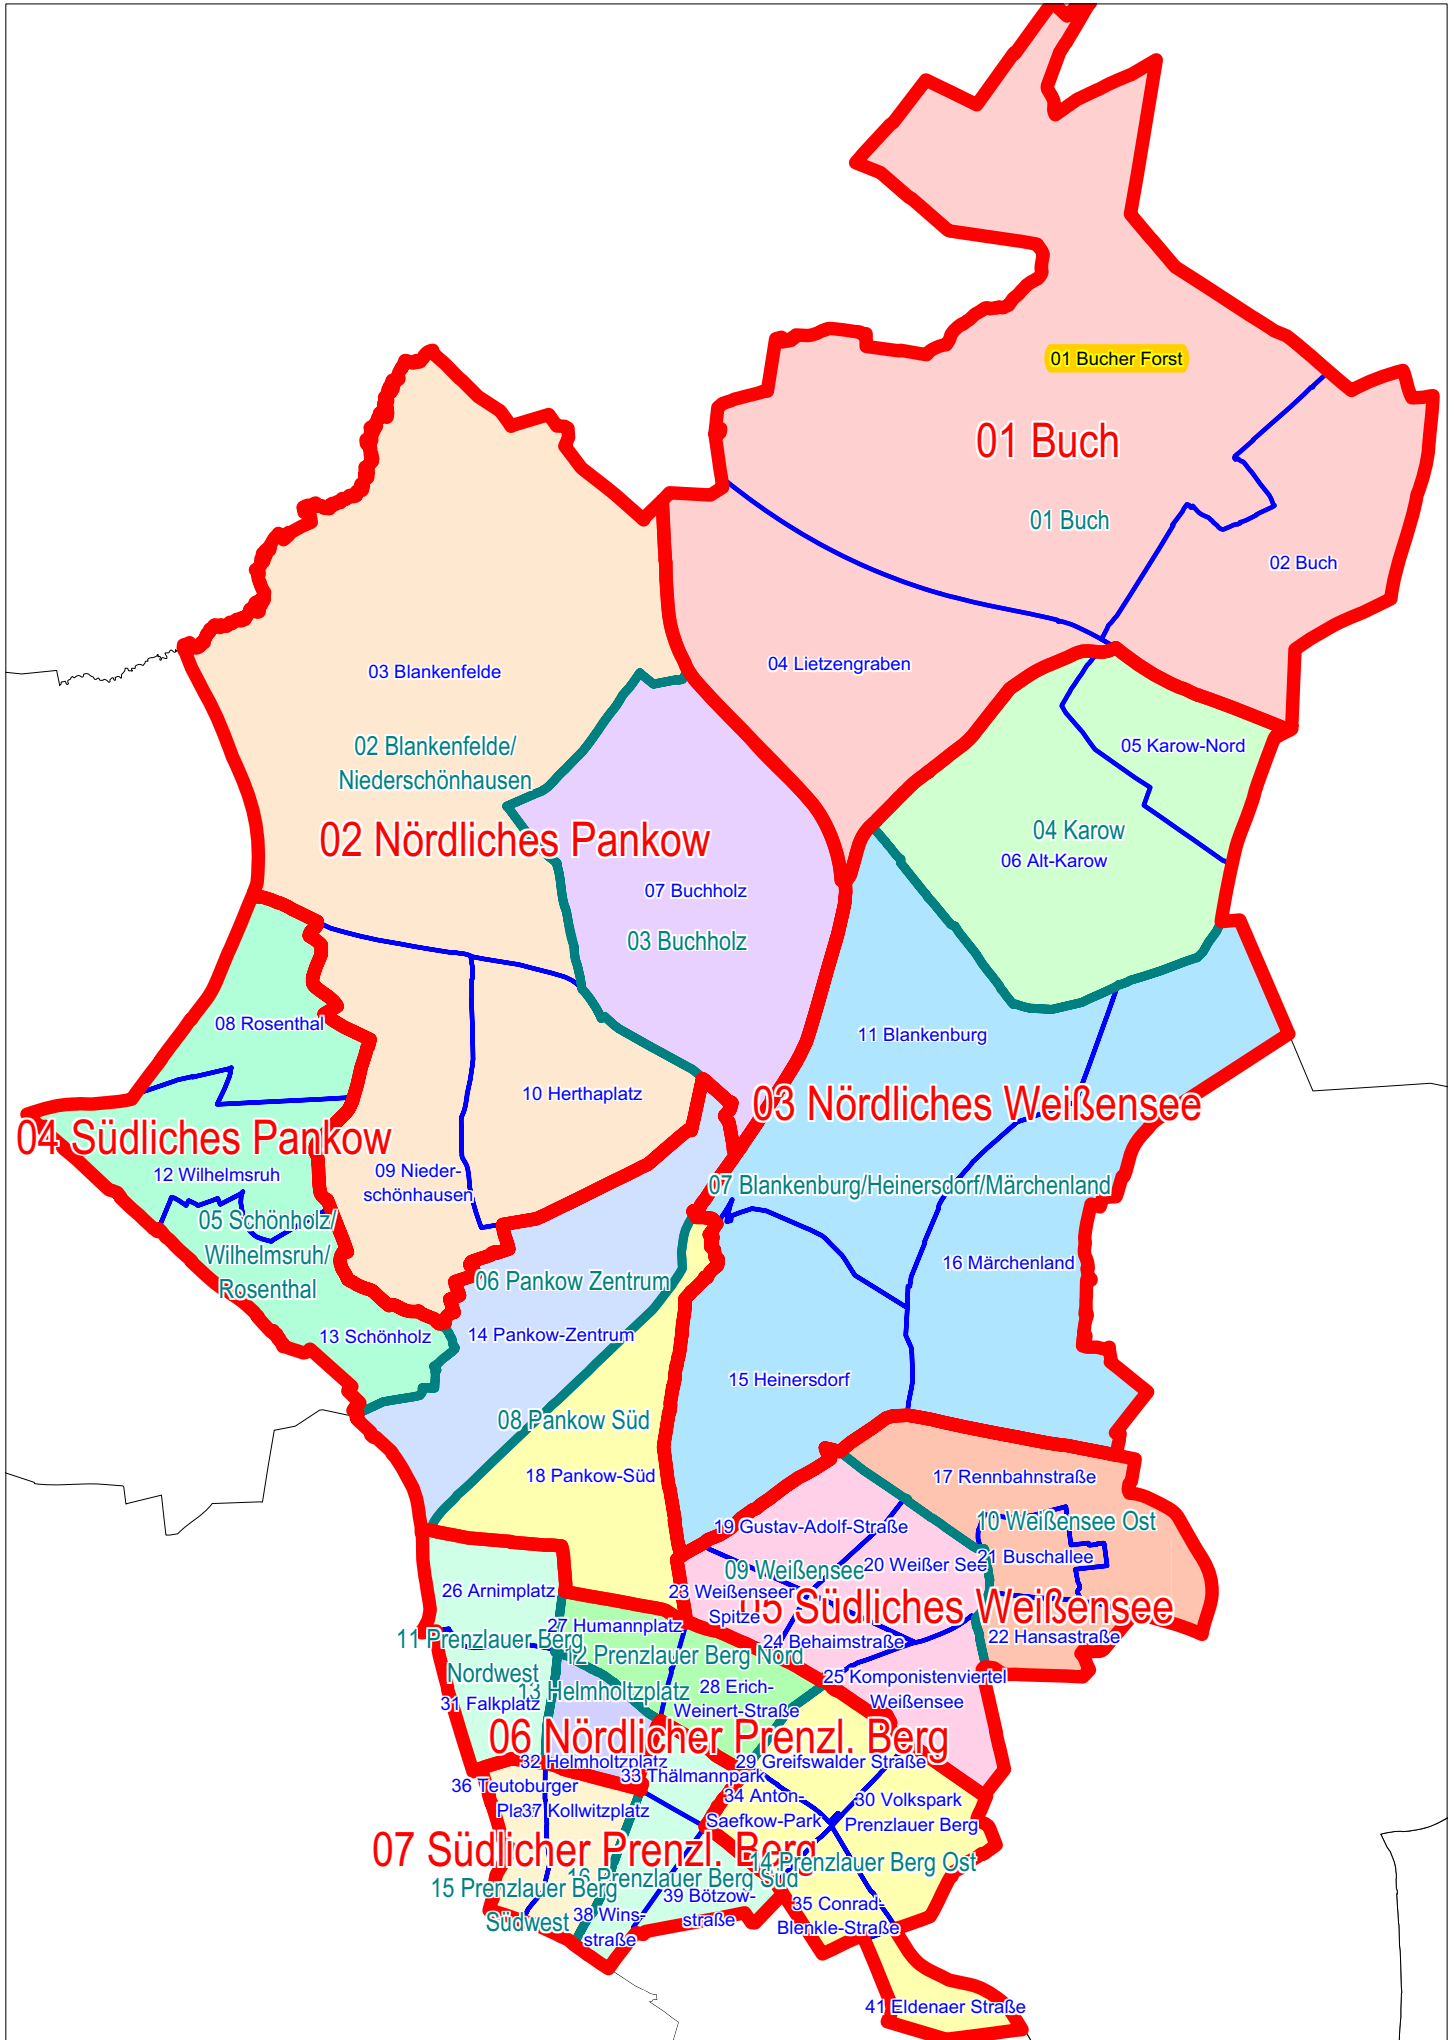 01 Bucher Forst
01 Buch
01 Buch
02 Buch
04 Lietzengraben
03 Blankenfelde
02 Blankenfelde/
Niederschönhausen
02 Nördliches Pankow
05 Karow-Nord
04 Karow
06 Alt-Karow
07 Buchholz
03 Buchholz
08 Rosenthal
11 Blankenburg
10 Herthaplatz
03 Nördliches Weißensee
04 Südliches Pankow
12 Wilhelmsruh
09 Nieder-
schönhausen
07 Blankenburg/Heinersdorf/Märchenland
05 Schönholz/
Wilhelmsruh/
Rosenthal
16 Märchenland
06 Pankow Zentrum
13 Schönholz
14 Pankow-Zentrum
15 Heinersdorf
08 Pankow Süd
18 Pankow-Süd
17 Rennbahnstraße
10 Weißensee Ost
19 Gustav-Adolf-Straße
20 Weißer See
21 Buschallee
09 Weißensee
23 Weißenseer
Spitze
05 Südliches Weißensee
26 Arnimplatz
27 Humannplatz
24 Behaimstraße
22 Hansastraße
11 Prenzlauer Berg
Nordwest
12 Prenzlauer Berg Nord
25 Komponistenviertel
Weißensee
13 Helmholtzplatz
28 Erich-
Weinert-Straße
31 Falkplatz
06 Nördlicher Prenzl. Berg
32 Helmholtzplatz
29 Greifswalder Straße
33 Thälmannpark
36 Teutoburger
Platz
37 Kollwitzplatz
34 Anton-
Saefkow-Park
30 Volkspark
Prenzlauer Berg
07 Südlicher Prenzl. Berg
14 Prenzlauer Berg Ost
16 Prenzlauer Berg Süd
15 Prenzlauer Berg
Südwest
39 Bötzow-
straße
38 Wins-
straße
35 Conrad-
Blenkle-Straße
41 Eldenaer Straße